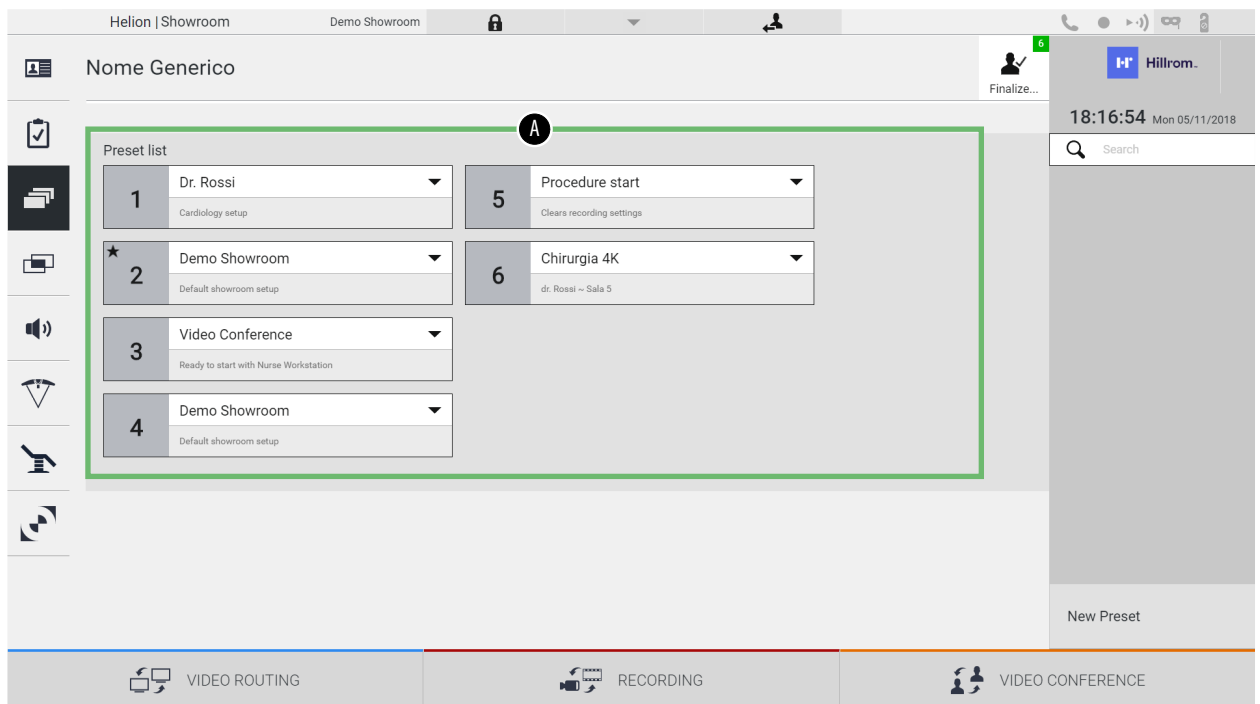 Helion | Showroom
Demo Showroom
Nome Generico
6
Finalize...
Hillrom
18:16:54 Mon 05/11/2018
Search
A
Preset list
1
Dr. Rossi
Cardiology setup
2
Demo Showroom
Default showroom setup
3
Video Conference
Ready to start with Nurse Workstation
4
Demo Showroom
Default showroom setup
5
Procedure start
Clears recording settings
6
Chirurgia 4K
dr. Rossi ~ Sala 5
New Preset
VIDEO ROUTING
RECORDING
VIDEO CONFERENCE